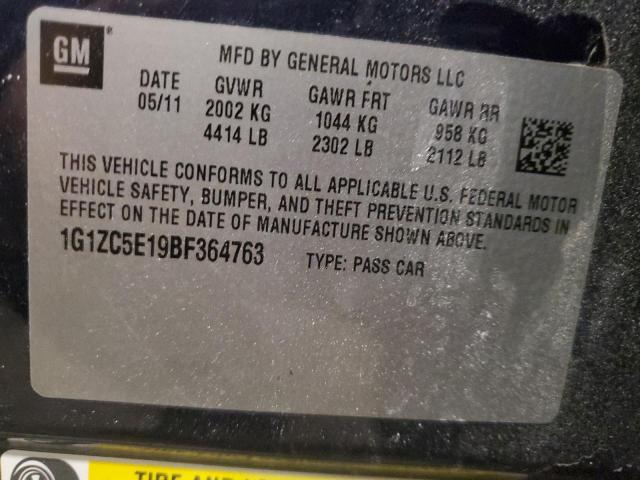 GM
®
MFD BY GENERAL MOTORS LLC
DATE GVWR GAWR FRT GAWR RR
05/11 2002 KG 1044 KG 958 KG
4414 LB 2302 LB 2112 LB
THIS VEHICLE CONFORMS TO ALL APPLICABLE U.S. FEDERAL MOTOR
VEHICLE SAFETY, BUMPER, AND THEFT PREVENTION STANDARDS IN
EFFECT ON THE DATE OF MANUFACTURE SHOWN ABOVE.
1G1ZC5E19BF364763 TYPE: PASS CAR
TIRE AND